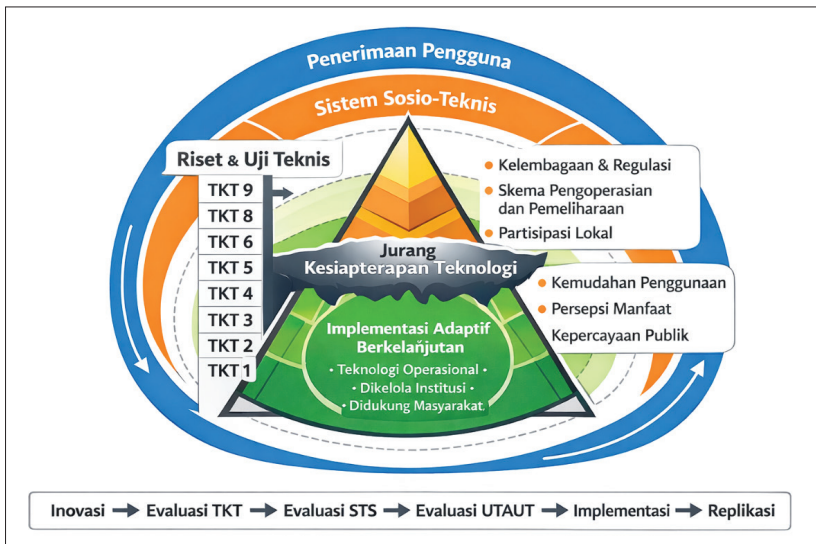 Penerimaan Pengguna
Sistem Sosio-Teknis
Riset & Uji Teknis
TKT 9
TKT 8
TKT 6
TKT 5
TKT 4
TKT 3
TKT 2
TKT 1
• Kelembagaan & Regulasi
• Skema Pengoperasian
dan Pemeliharaan
• Partisipasi Lokal
Jurang
Kesiapterapan Teknologi
• Kemudahan Penggunaan
• Persepsi Manfaat
Kepercayaan Publik
Implementasi Adaptif
Berkelaňjutan
• Teknologi Operasional •
• Dikelola Institusi •
• Didukung Masyarakat.
Inovasi → Evaluasi TKT → Evaluasi STS → Evaluasi UTAUT → Implementasi → Replikasi